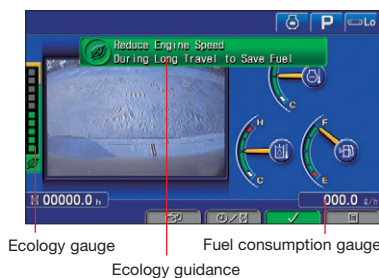 P Lo
Reduce Engine Speed
During Long Travel to Save Fuel
C
H F
C E
00000.0 h 000.0 ℓ/h
Ecology gauge Fuel consumption gauge
Ecology guidance